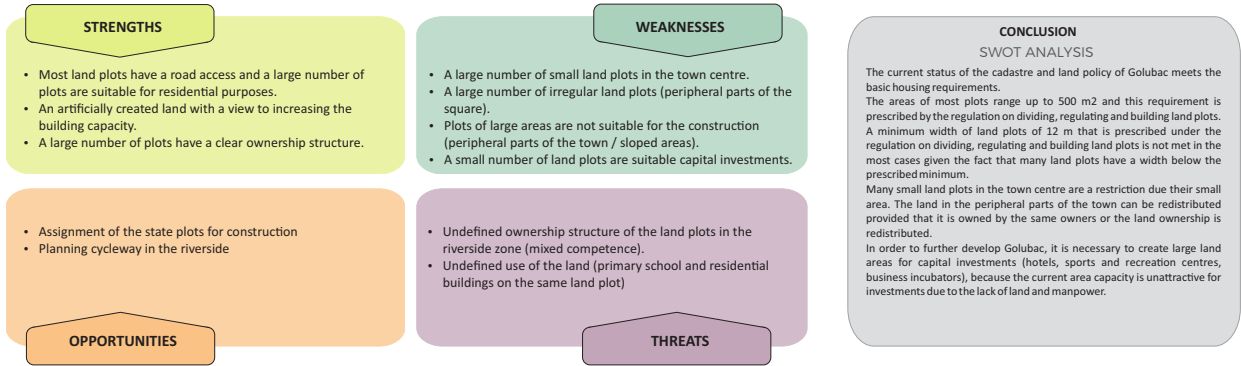 STRENGTHS
• Most land plots have a road access and a large number of
plots are suitable for residential purposes.
• An artificially created land with a view to increasing the
building capacity.
• A large number of plots have a clear ownership structure.
WEAKNESSES
• A large number of small land plots in the town centre.
• A large number of irregular land plots (peripheral parts of the
square).
• Plots of large areas are not suitable for the construction
(peripheral parts of the town / sloped areas).
• A small number of land plots are suitable capital investments.
• Assignment of the state plots for construction
• Planning cycleway in the riverside
OPPORTUNITIES
• Undefined ownership structure of the land plots in the
riverside zone (mixed competence).
• Undefined use of the land (primary school and residential
buildings on the same land plot)
THREATS
CONCLUSION
SWOT ANALYSIS
The current status of the cadastre and land policy of Golubac meets the
basic housing requirements.
The areas of most plots range up to 500 m2 and this requirement is
prescribed by the regulation on dividing, regulating and building land plots.
A minimum width of land plots of 12 m that is prescribed under the
regulation on dividing, regulating and building land plots is not met in the
most cases given the fact that many land plots have a width below the
prescribed minimum.
Many small land plots in the town centre are a restriction due their small
area. The land in the peripheral parts of the town can be redistributed
provided that it is owned by the same owners or the land ownership is
redistributed.
In order to further develop Golubac, it is necessary to create large land
areas for capital investments (hotels, sports and recreation centres,
business incubators), because the current area capacity is unattractive for
investments due to the lack of land and manpower.